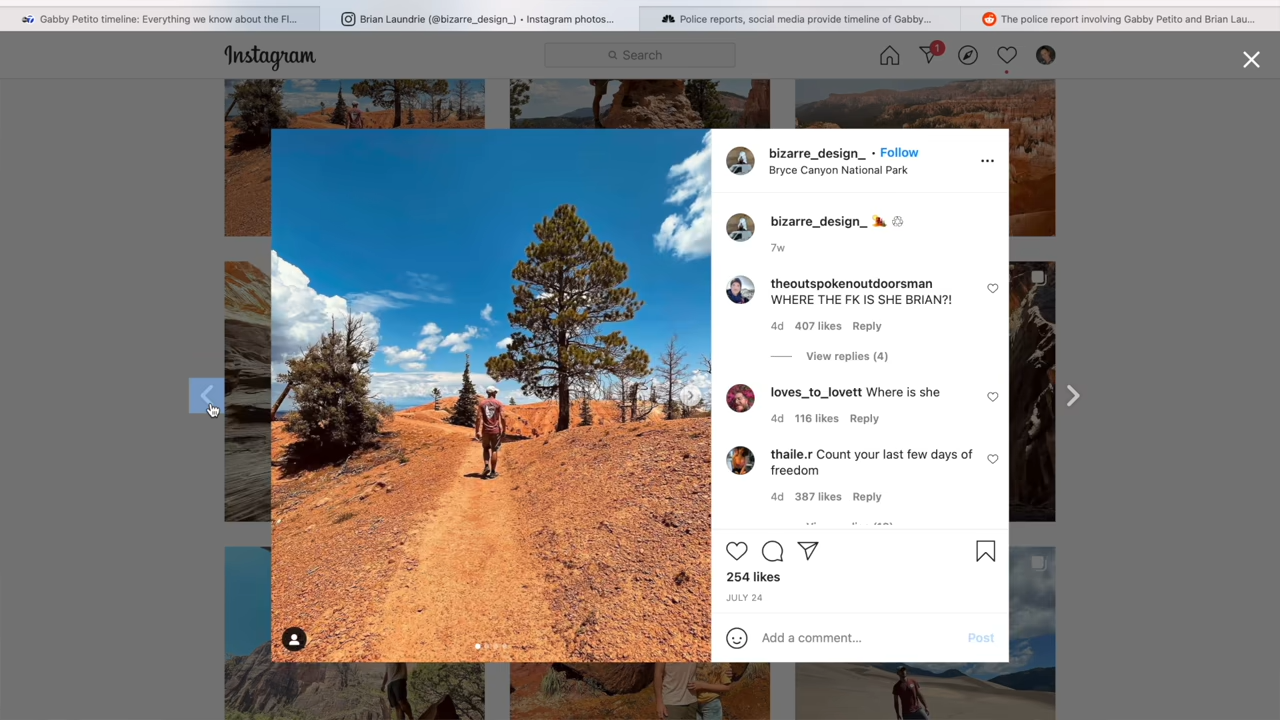 Gabby Petito timeline: Everything we know about the Fl...
Brian Laundrie (@bizarre_design_) • Instagram photos...
Police reports, social media provide timeline of Gabby...
The police report involving Gabby Petito and Brian Lau...
Instagram
Search
1
bizarre_design_ • Follow
Bryce Canyon National Park
bizarre_design_
7w
theoutspokenoutdoorsman
WHERE THE FK IS SHE BRIAN?!
4d 407 likes Reply
View replies (4)
loves_to_lovett Where is she
4d 116 likes Reply
thaile.r Count your last few days of
freedom
4d 387 likes Reply
254 likes
JULY 24
Add a comment...
Post